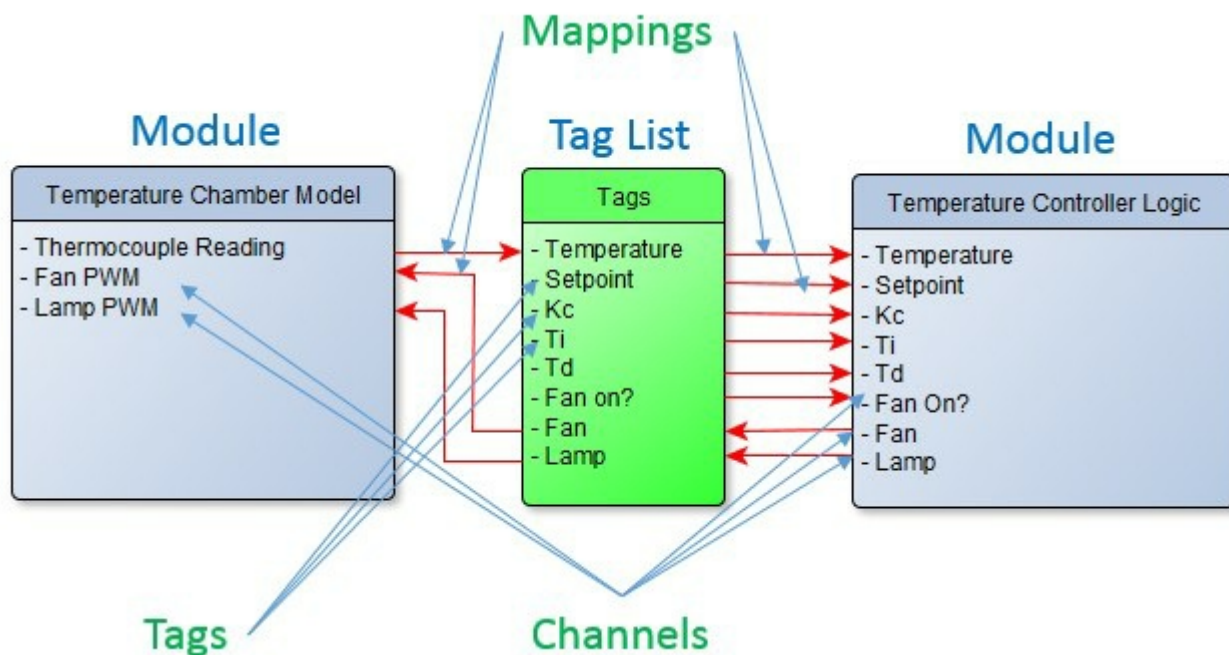 Mappings
Module
Tag List
Module
Temperature Chamber Model
- Thermocouple Reading
- Fan PWM
- Lamp PWM
Tags
- Temperature
- Setpoint
- Kc
- Ti
- Td
- Fan on?
- Fan
- Lamp
Temperature Controller Logic
- Temperature
- Setpoint
- Kc
- Ti
- Td
- Fan On?
- Fan
- Lamp
Tags
Channels